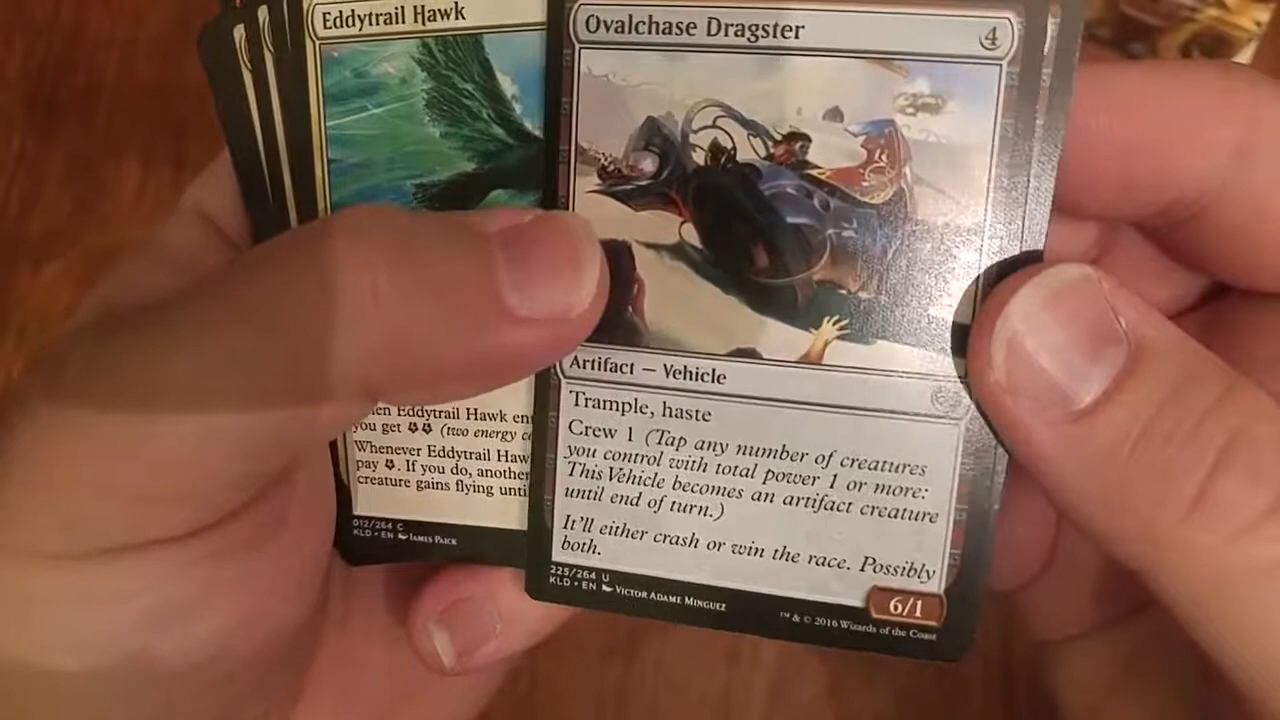 Eddytrail Hawk
When Eddytrail Hawk en
you get (two energy c
Whenever Eddytrail Haw
pay . If you do, another
creature gains flying unti
012/264 C
KLD • EN James Paick
Ovalchase Dragster
4
Artifact — Vehicle
Trample, haste
Crew 1 (Tap any number of creatures
you control with total power 1 or more:
This Vehicle becomes an artifact creature
until end of turn.)
It'll either crash or win the race. Possibly
both.
6/1
225/264 U
KLD • EN Victor Adame Minguez
™ & © 2016 Wizards of the Coast